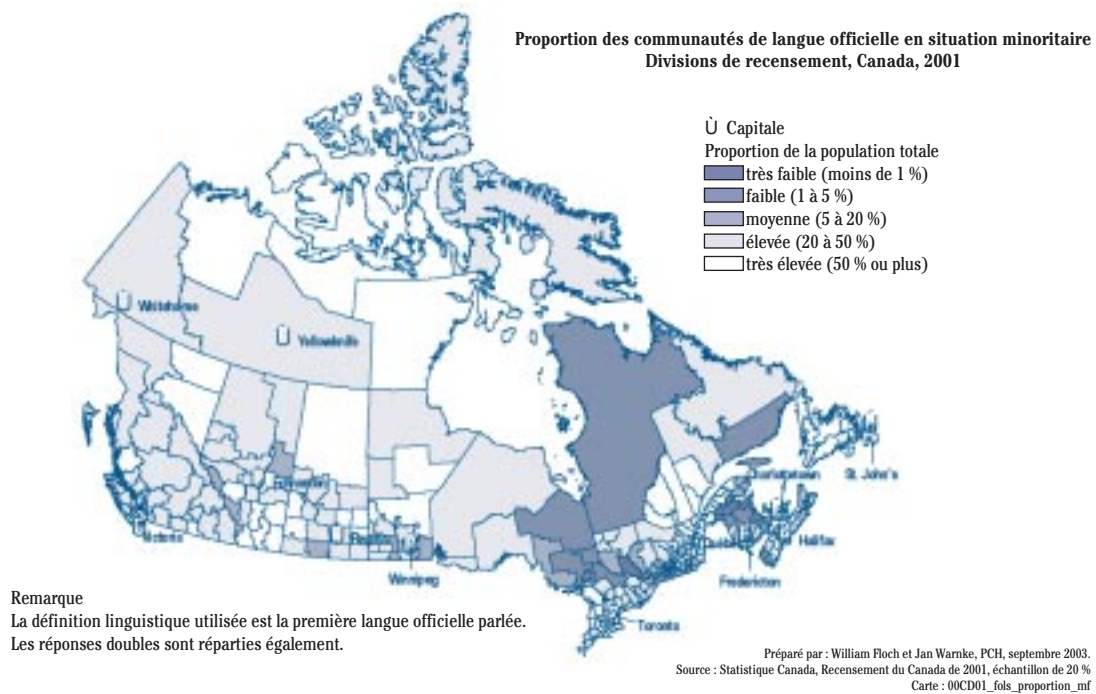 Proportion des communautés de langue officielle en situation minoritaire
Divisions de recensement, Canada, 2001
Ù Capitale
Proportion de la population totale
très faible (moins de 1 %)
faible (1 à 5 %)
moyenne (5 à 20 %)
élevée (20 à 50 %)
très élevée (50 % ou plus)
Whitehorse
Yellowknife
Edmonton
Charlottetown
St. John's
Victoria
Regina
Halifax
Winnipeg
Fredericton
Toronto
Remarque
La définition linguistique utilisée est la première langue officielle parlée.
Les réponses doubles sont réparties également.
Préparé par : William Floch et Jan Warnke, PCH, septembre 2003.
Source : Statistique Canada, Recensement du Canada de 2001, échantillon de 20 %
Carte : 00CD01_fols_proportion_mf